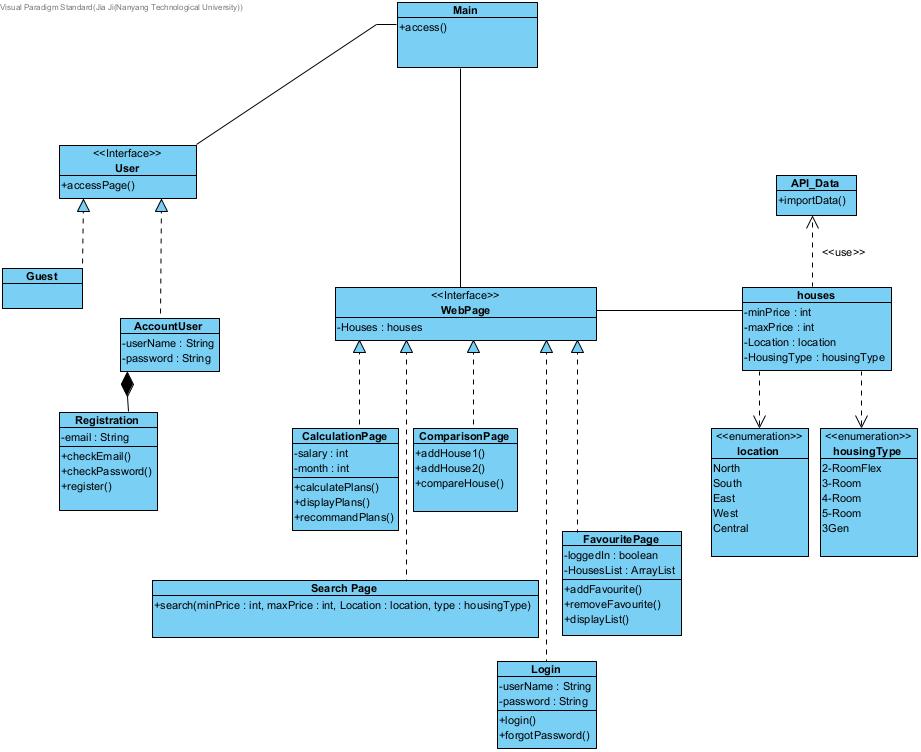 Visual Paradigm Standard(Jia Ji(Nanyang Technological University))
Main
+access()
<<Interface>>
User
+accessPage()
Guest
AccountUser
-userName : String
-password : String
Registration
-email : String
+checkEmail()
+checkPassword()
+register()
API_Data
+importData()
<<use>>
<<Interface>>
WebPage
-Houses : houses
houses
-minPrice : int
-maxPrice : int
-Location : location
-HousingType : housingType
CalculationPage
-salary : int
-month : int
+calculatePlans()
+displayPlans()
+recommandPlans()
ComparisonPage
+addHouse1()
+addHouse2()
+compareHouse()
<<enumeration>>
location
North
South
East
West
Central
<<enumeration>>
housingType
2-RoomFlex
3-Room
4-Room
5-Room
3Gen
FavouritePage
-loggedIn : boolean
-HousesList : ArrayList
+addFavourite()
+removeFavourite()
+displayList()
Search Page
+search(minPrice : int, maxPrice : int, Location : location, type : housingType)
Login
-userName : String
-password : String
+login()
+forgotPassword()